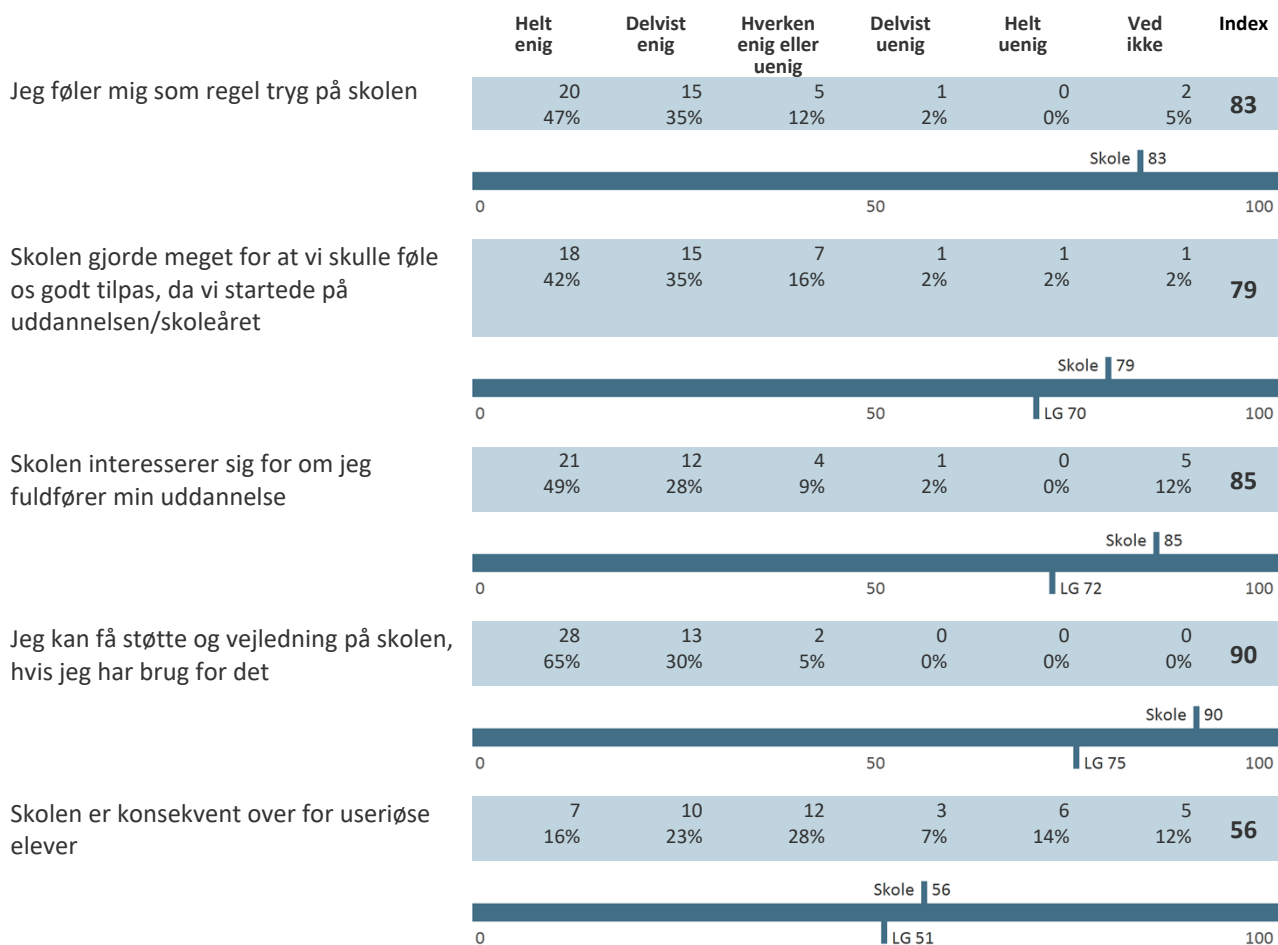 Helt enig
Delvist enig
Hverken enig eller uenig
Delvist uenig
Helt uenig
Ved ikke
Index
Jeg føler mig som regel tryg på skolen
20 15 5 1 0 2
47% 35% 12% 2% 0% 5%
83
Skole 83
0 50 100
Skolen gjorde meget for at vi skulle føle
os godt tilpas, da vi startede på
uddannelsen/skoleåret
18 15 7 1 1 1
42% 35% 16% 2% 2% 2%
79
Skole 79
0 50 LG 70 100
Skolen interesserer sig for om jeg
fuldfører min uddannelse
21 12 4 1 0 5
49% 28% 9% 2% 0% 12%
85
Skole 85
0 50 LG 72 100
Jeg kan få støtte og vejledning på skolen,
hvis jeg har brug for det
28 13 2 0 0 0
65% 30% 5% 0% 0% 0%
90
Skole 90
0 50 LG 75 100
Skolen er konsekvent over for useriøse
elever
7 10 12 3 6 5
16% 23% 28% 7% 14% 12%
56
Skole 56
0 LG 51 100